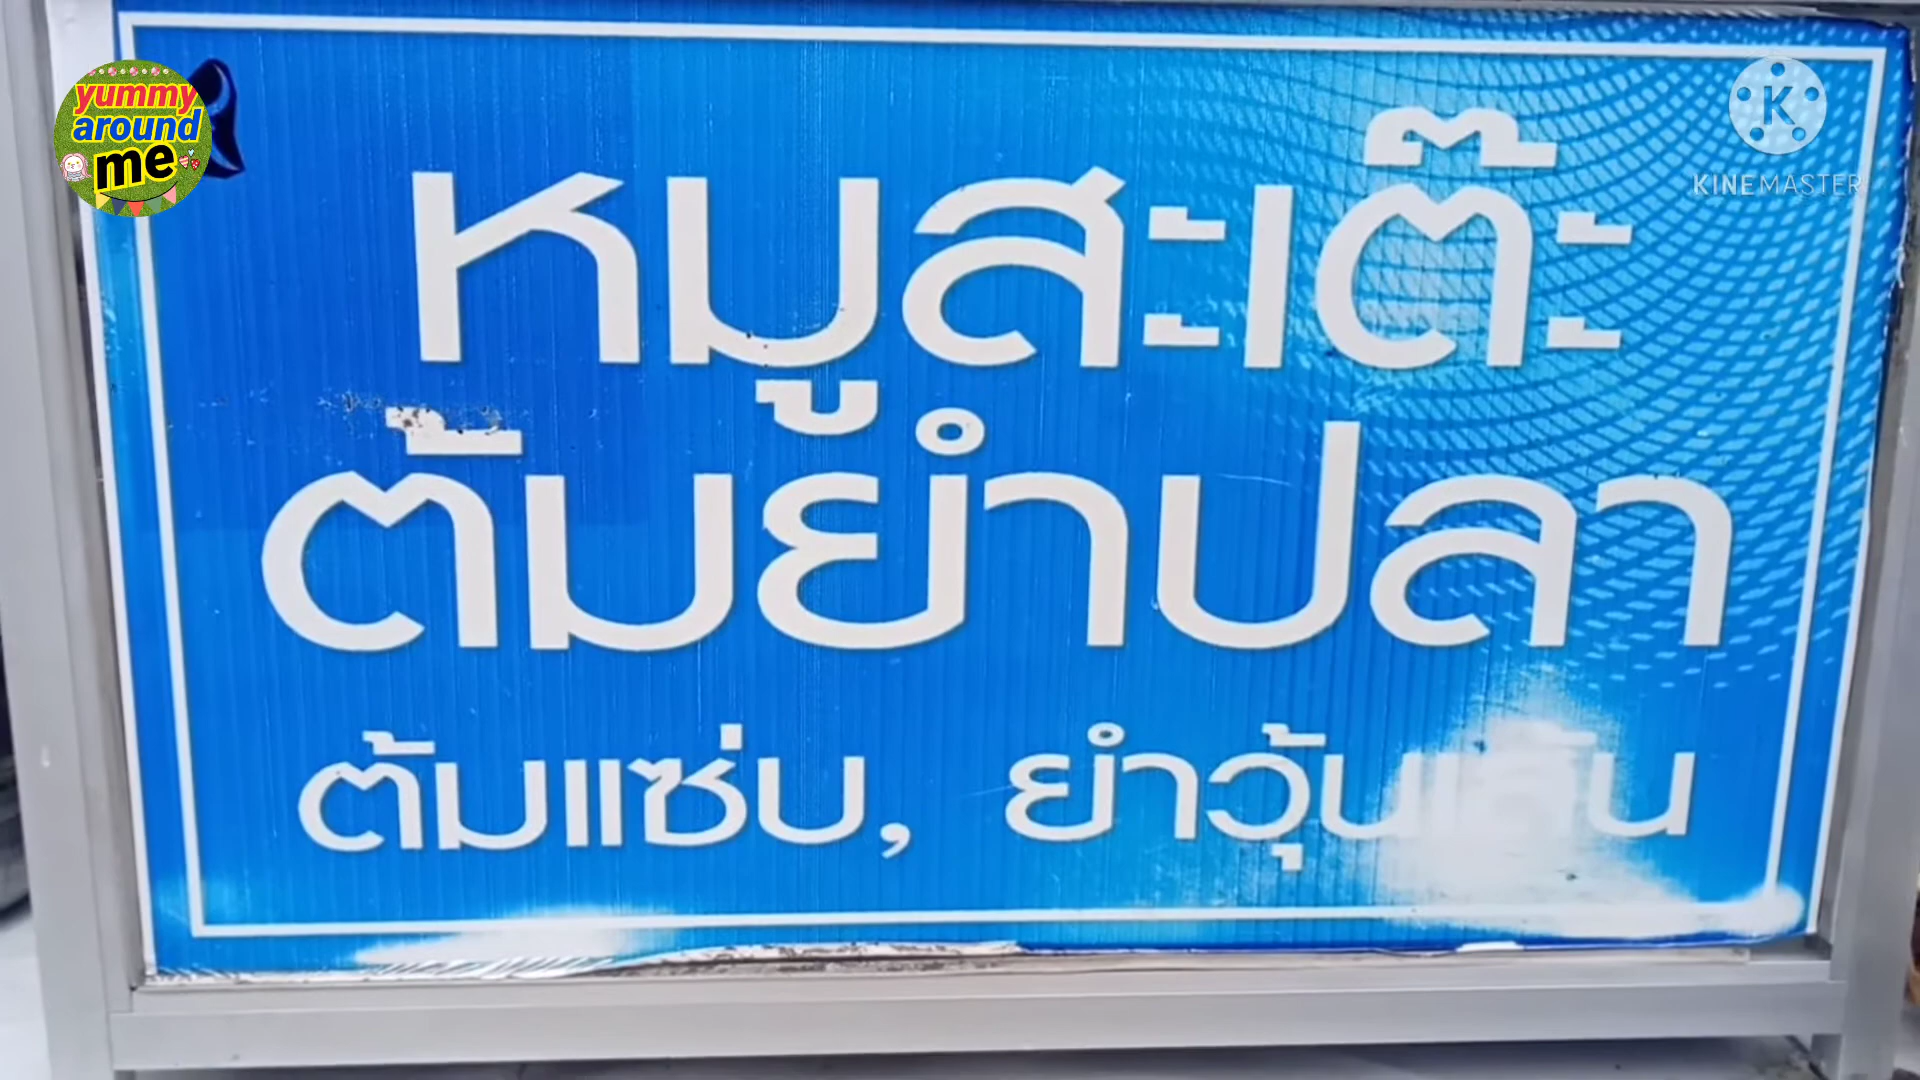 yummy
around
me
KINEMASTER
หมูสะเต๊ะ
ต้มยำปลา
ต้มแซ่บ, ยำวุ้น